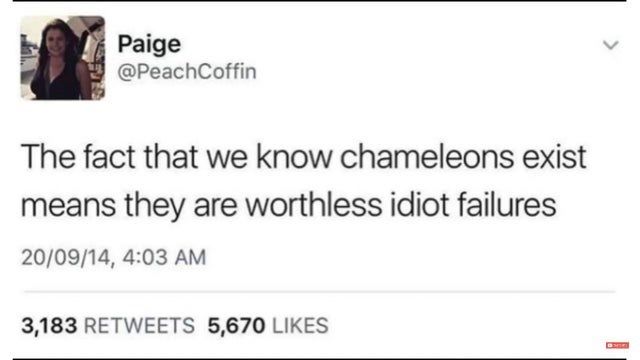 Paige
@PeachCoffin
The fact that we know chameleons exist
means they are worthless idiot failures
20/09/14, 4:03 AM
3,183 RETWEETS 5,670 LIKES